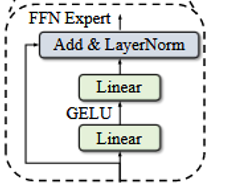 FFN Expert
Add & LayerNorm
Linear
GELU
Linear